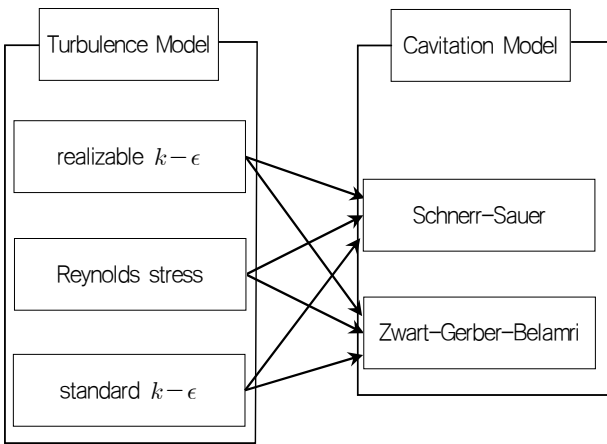 Turbulence Model
Cavitation Model
realizable k−ϵ
Schnerr-Sauer
Reynolds stress
Zwart-Gerber-Belamri
standard k−ϵ